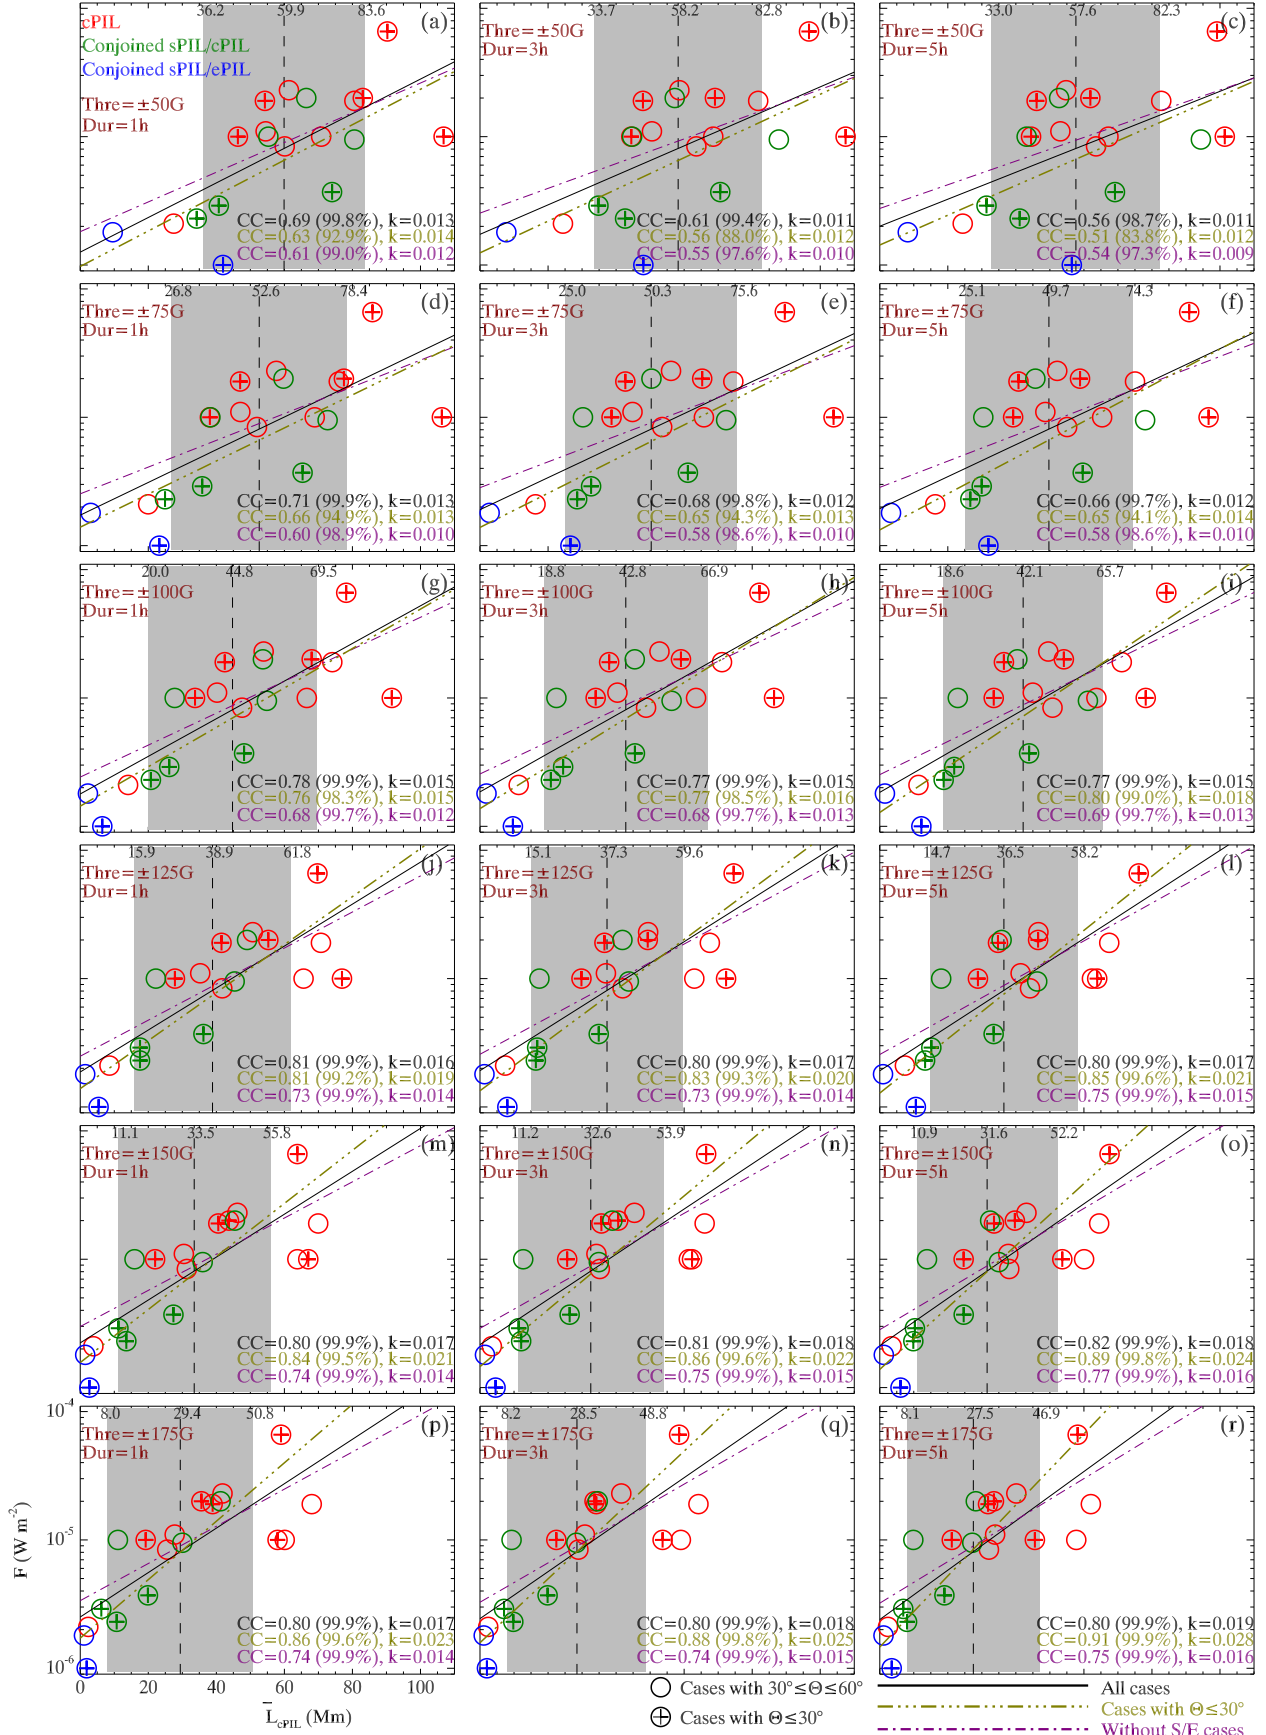 36.2 59.9 83.6
(a)
cPIL
Conjoined sPIL/cPIL
Conjoined sPIL/ePIL
Thre=±50G
Dur=1h
CC=0.69 (99.8%), k=0.013
CC=0.63 (92.9%), k=0.014
CC=0.61 (99.0%), k=0.012
33.7 58.2 82.8
(b)
Thre=±50G
Dur=3h
CC=0.61 (99.4%), k=0.011
CC=0.56 (88.0%), k=0.012
CC=0.55 (97.6%), k=0.010
33.0 57.6 82.3
(c)
Thre=±50G
Dur=5h
CC=0.56 (98.7%), k=0.011
CC=0.51 (83.8%), k=0.012
CC=0.54 (97.3%), k=0.009
26.8 52.6 78.4
(d)
Thre=±75G
Dur=1h
CC=0.71 (99.9%), k=0.013
CC=0.66 (94.9%), k=0.013
CC=0.60 (98.9%), k=0.010
25.0 50.3 75.6
(e)
Thre=±75G
Dur=3h
CC=0.68 (99.8%), k=0.012
CC=0.65 (94.3%), k=0.013
CC=0.58 (98.6%), k=0.010
25.1 49.7 74.3
(f)
Thre=±75G
Dur=5h
CC=0.66 (99.7%), k=0.012
CC=0.65 (94.1%), k=0.014
CC=0.58 (98.6%), k=0.010
20.0 44.8 69.5
(g)
Thre=±100G
Dur=1h
CC=0.78 (99.9%), k=0.015
CC=0.76 (98.3%), k=0.015
CC=0.68 (99.7%), k=0.012
18.8 42.8 66.9
(h)
Thre=±100G
Dur=3h
CC=0.77 (99.9%), k=0.015
CC=0.77 (98.5%), k=0.016
CC=0.68 (99.7%), k=0.013
18.6 42.1 65.7
(i)
Thre=±100G
Dur=5h
CC=0.77 (99.9%), k=0.015
CC=0.80 (99.0%), k=0.018
CC=0.69 (99.7%), k=0.013
15.9 38.9 61.8
(j)
Thre=±125G
Dur=1h
CC=0.81 (99.9%), k=0.016
CC=0.81 (99.2%), k=0.019
CC=0.73 (99.9%), k=0.014
15.1 37.3 59.6
(k)
Thre=±125G
Dur=3h
CC=0.80 (99.9%), k=0.017
CC=0.83 (99.3%), k=0.020
CC=0.73 (99.9%), k=0.014
14.7 36.5 58.2
(l)
Thre=±125G
Dur=5h
CC=0.80 (99.9%), k=0.017
CC=0.85 (99.6%), k=0.021
CC=0.75 (99.9%), k=0.015
11.1 33.5 55.8
(m)
Thre=±150G
Dur=1h
CC=0.80 (99.9%), k=0.017
CC=0.84 (99.5%), k=0.021
CC=0.74 (99.9%), k=0.014
11.2 32.6 53.9
(n)
Thre=±150G
Dur=3h
CC=0.81 (99.9%), k=0.018
CC=0.86 (99.6%), k=0.022
CC=0.75 (99.9%), k=0.015
10.9 31.6 52.2
(o)
Thre=±150G
Dur=5h
CC=0.82 (99.9%), k=0.018
CC=0.89 (99.8%), k=0.024
CC=0.77 (99.9%), k=0.016
8.0 29.4 50.8
(p)
Thre=±175G
Dur=1h
CC=0.80 (99.9%), k=0.017
CC=0.86 (99.6%), k=0.023
CC=0.74 (99.9%), k=0.014
8.2 28.5 48.8
(q)
Thre=±175G
Dur=3h
CC=0.80 (99.9%), k=0.018
CC=0.88 (99.8%), k=0.025
CC=0.74 (99.9%), k=0.015
8.1 27.5 46.9
(r)
Thre=±175G
Dur=5h
CC=0.80 (99.9%), k=0.019
CC=0.91 (99.9%), k=0.028
CC=0.75 (99.9%), k=0.016
10⁻⁴
10⁻⁵
10⁻⁶
F (W m⁻²)
0 20 40 60 80 100
L̄cPIL (Mm)
Cases with 30°≤Θ≤60°
Cases with Θ≤30°
All cases
Cases with Θ≤30°
Without S/E cases